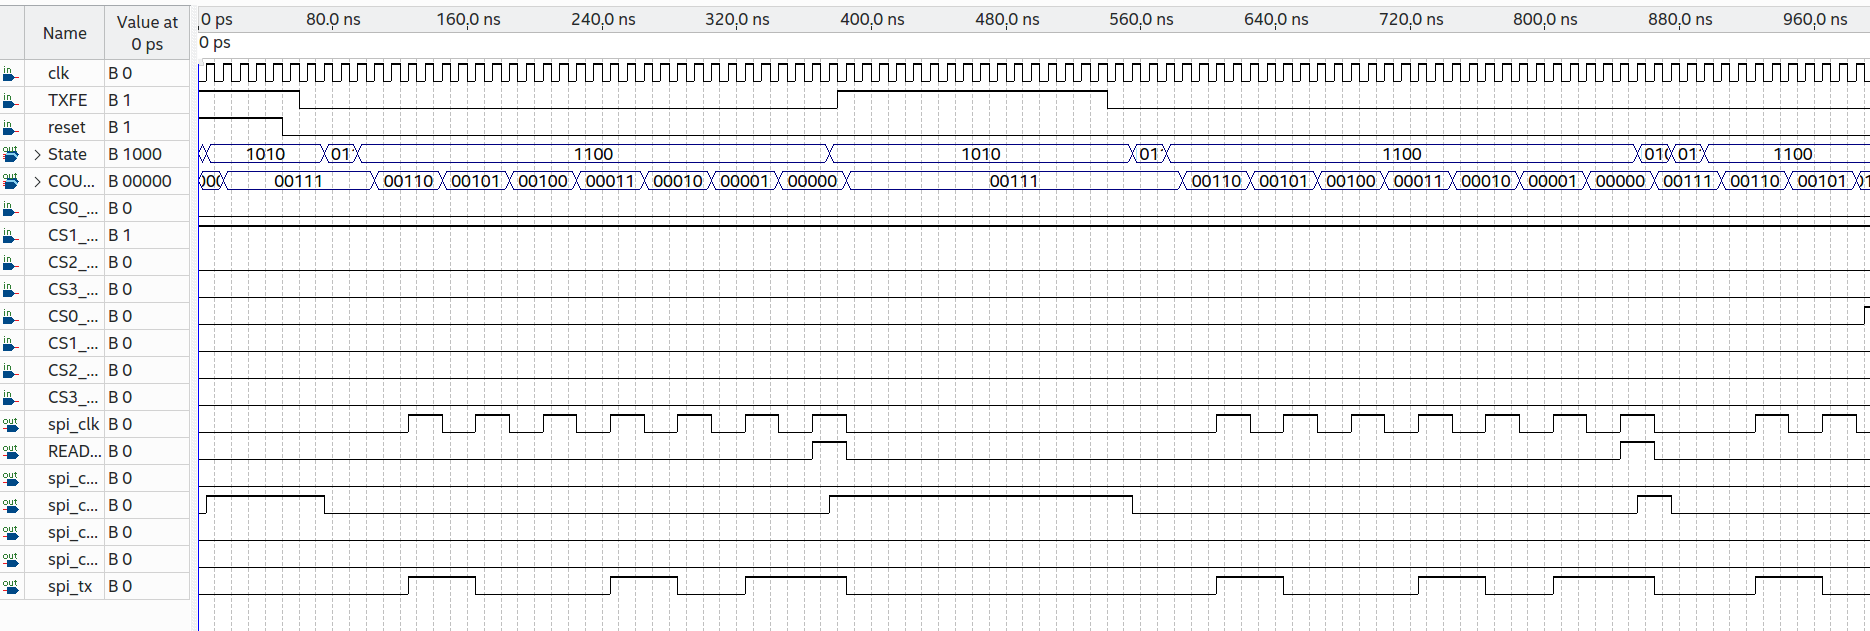 Name Value at 0 ps 0 ps 80.0 ns 160.0 ns 240.0 ns 320.0 ns 400.0 ns 480.0 ns 560.0 ns 640.0 ns 720.0 ns 800.0 ns 880.0 ns 960.0 ns
0 ps
in clk B 0
in TXFE B 1
in reset B 1
out > State B 1000 1010 01 1100 1010 01 1100 01 1100
out > COU... B 00000 00111 00110 00101 00100 00011 00010 00001 00000 00111 00110 00101 00100 00011 00010 00001 00000 00111 00110 00101
in CS0_... B 0
in CS1_... B 1
in CS2_... B 0
in CS3_... B 0
in CS0_... B 0
in CS1_... B 0
in CS2_... B 0
in CS3_... B 0
out spi_clk B 0
out READ... B 0
out spi_c... B 0
out spi_c... B 0
out spi_c... B 0
out spi_c... B 0
out spi_tx B 0